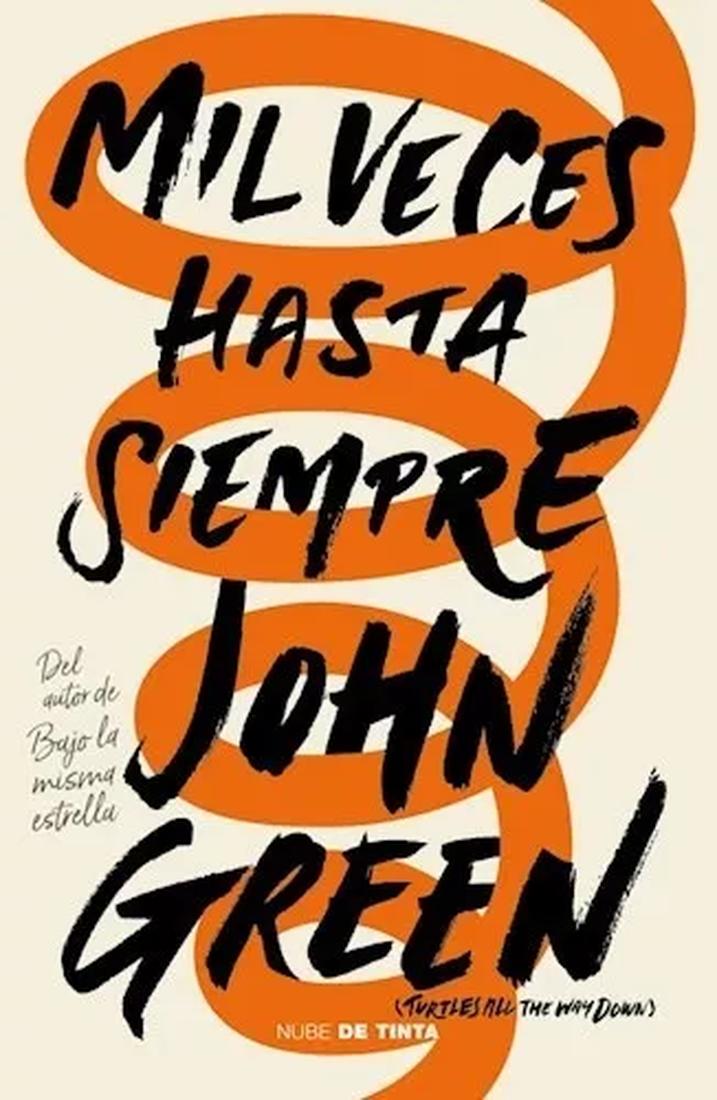 MIL VECES
HASTA
SIEMPRE
JOHN
GREEN
Del
autor de
Bajo la
misma
estrella
(TURTLES ALL THE WAY DOWN)
NUBE DE TINTA